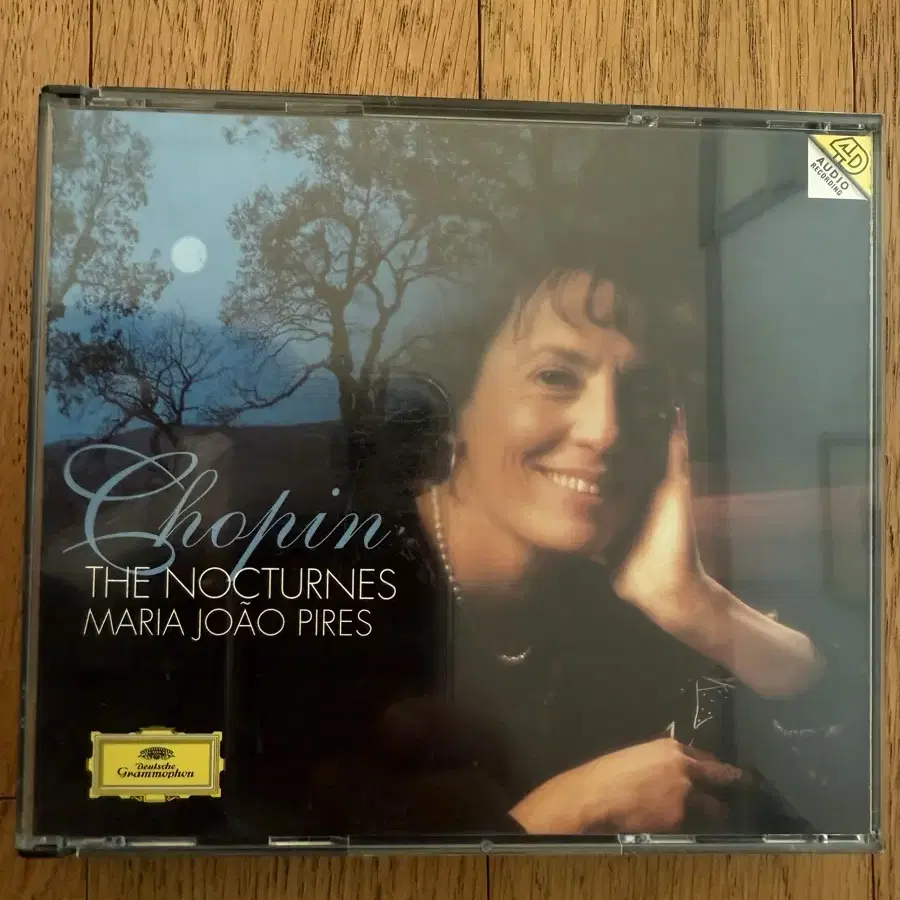 4D
AUDIO
RECORDING
Chopin
THE NOCTURNES
MARIA JOÃO PIRES
Deutsche
Grammophon